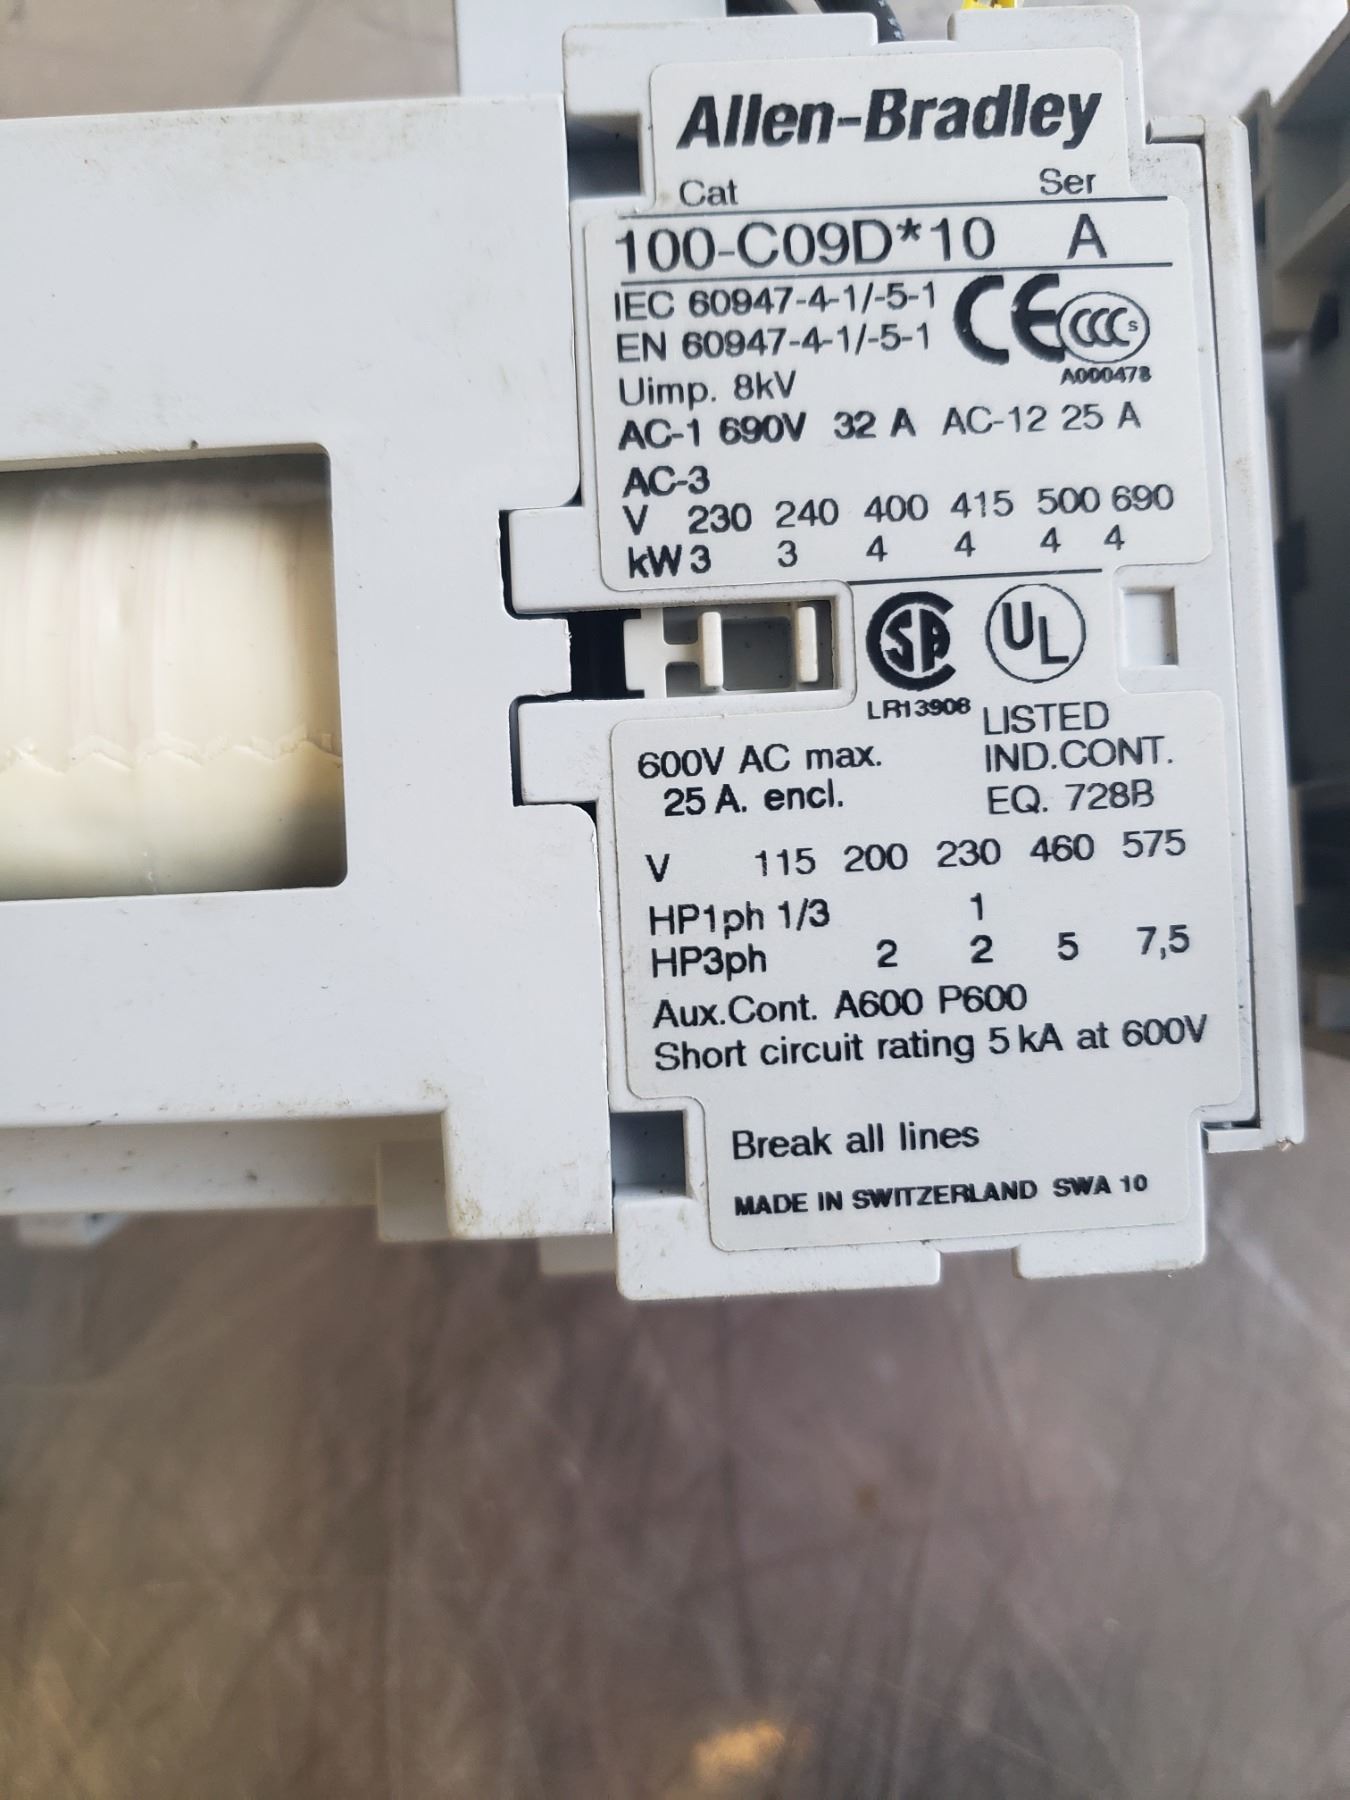 Allen-Bradley
Cat Ser
100-C09D*10 A
IEC 60947-4-1/-5-1
EN 60947-4-1/-5-1
CE CCC S
A000478
Uimp. 8kV
AC-1 690V 32 A AC-12 25 A
AC-3
V 230 240 400 415 500 690
kW 3 3 4 4 4 4
SA UL
LR13908
LISTED
IND.CONT.
EQ. 728B
600V AC max.
25 A. encl.
V 115 200 230 460 575
HP1ph 1/3 1
HP3ph 2 2 5 7,5
Aux.Cont. A600 P600
Short circuit rating 5 kA at 600V
Break all lines
MADE IN SWITZERLAND SWA 10